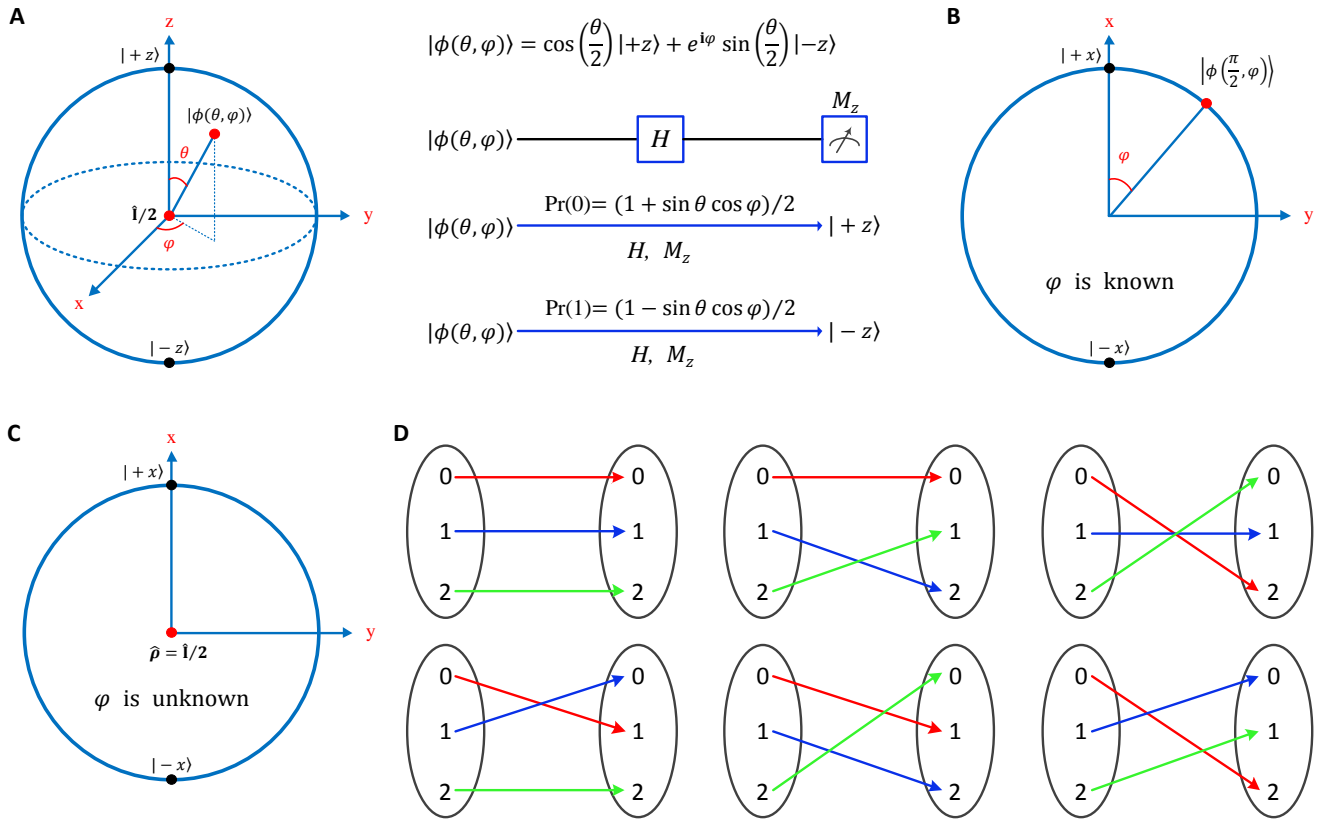 A
z
|+z⟩
|ϕ(θ,φ)⟩
θ
Î/2
y
φ
x
|−z⟩
|ϕ(θ,φ)⟩ = cos(θ/2)|+z⟩ + e^{iφ} sin(θ/2)|−z⟩
M_z
|ϕ(θ,φ)⟩ H
Pr(0)= (1 + sin θ cos φ)/2
|ϕ(θ,φ)⟩ |+z⟩
H, M_z
Pr(1)= (1 − sin θ cos φ)/2
|ϕ(θ,φ)⟩ |−z⟩
H, M_z
B
x
|+x⟩
|ϕ(π/2,φ)⟩
φ
y
φ is known
|−x⟩
C
x
|+x⟩
y
ρ̂ = Î/2
φ is unknown
|−x⟩
D
0 0 0 0 0 0
1 1 1 1 1 1
2 2 2 2 2 2
0 0 0 0 0 0
1 1 1 1 1 1
2 2 2 2 2 2